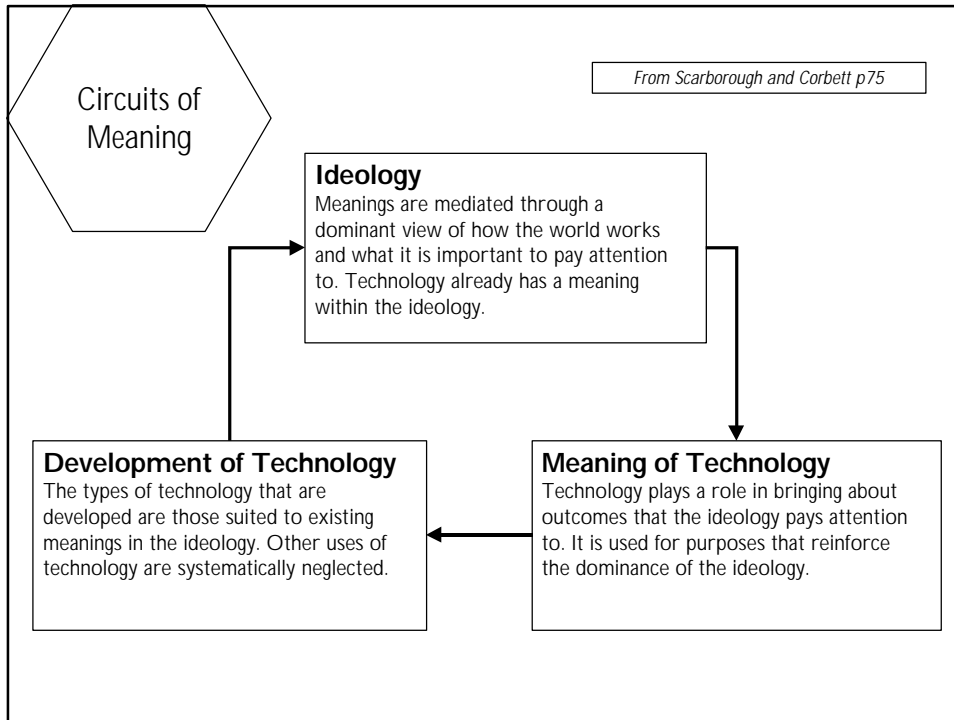 Circuits of
Meaning
From Scarborough and Corbett p75
Ideology
Meanings are mediated through a
dominant view of how the world works
and what it is important to pay attention
to. Technology already has a meaning
within the ideology.
Development of Technology
The types of technology that are
developed are those suited to existing
meanings in the ideology. Other uses of
technology are systematically neglected.
Meaning of Technology
Technology plays a role in bringing about
outcomes that the ideology pays attention
to. It is used for purposes that reinforce
the dominance of the ideology.